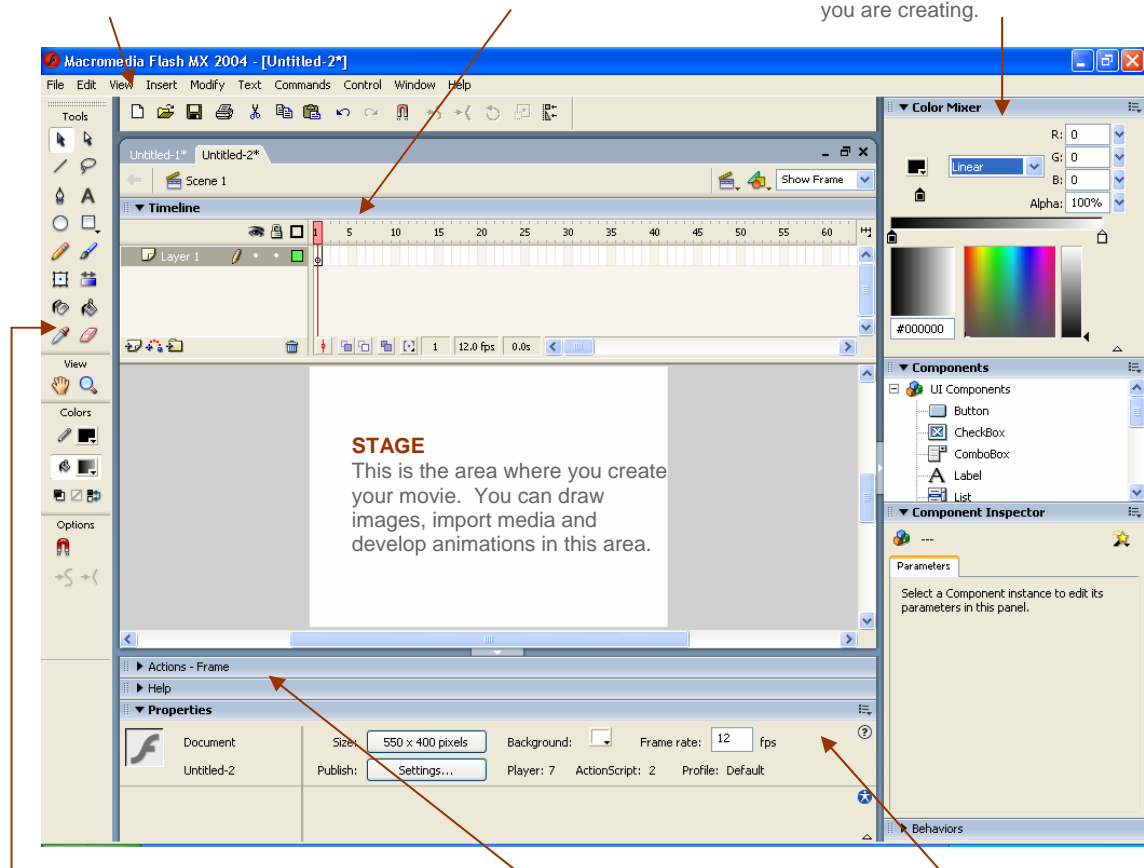 you are creating.
Macromedia Flash MX 2004 - [Untitled-2*]
File Edit View Insert Modify Text Commands Control Window Help
Tools
Untitled-1* Untitled-2*
Scene 1
Show Frame
Timeline
1 5 10 15 20 25 30 35 40 45 50 55 60
Layer 1
1 12.0 fps 0.0s
View
Colors
Options
STAGE
This is the area where you create
your movie. You can draw
images, import media and
develop animations in this area.
Actions - Frame
Help
Properties
Document
Size: 550 x 400 pixels Background: Frame rate: 12 fps
Untitled-2
Publish: Settings... Player: 7 ActionScript: 2 Profile: Default
Color Mixer
R: 0
Linear
G: 0
B: 0
Alpha: 100%
#000000
Components
UI Components
Button
CheckBox
ComboBox
Label
List
Component Inspector
---
Parameters
Select a Component instance to edit its
parameters in this panel.
Behaviors